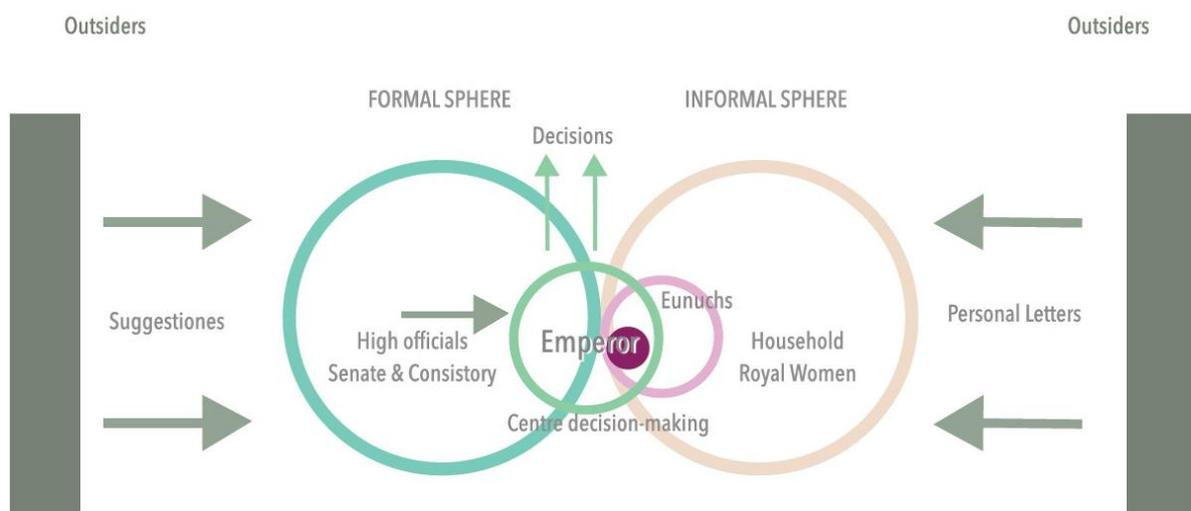 Outsiders
Outsiders
FORMAL SPHERE
INFORMAL SPHERE
Decisions
Suggestiones
High officials
Senate & Consistory
Emperor
Eunuchs
Household
Royal Women
Personal Letters
Centre decision-making